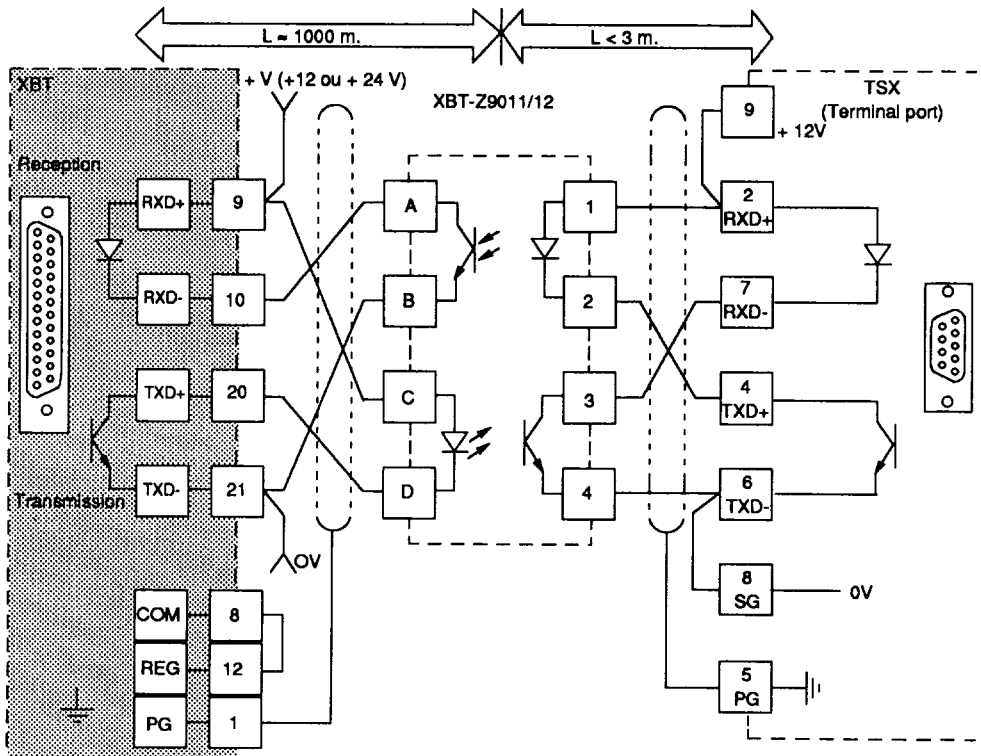 L ≈ 1000 m.
L < 3 m.
XBT
+ V (+12 ou + 24 V)
XBT-Z9011/12
TSX
(Terminal port)
9
+ 12V
Reception
RXD+
9
A
1
2
RXD+
RXD-
10
B
2
7
RXD-
TXD+
20
C
3
4
TXD+
TXD-
21
D
4
6
TXD-
Transmission
OV
COM
8
8
SG
0V
REG
12
PG
1
5
PG